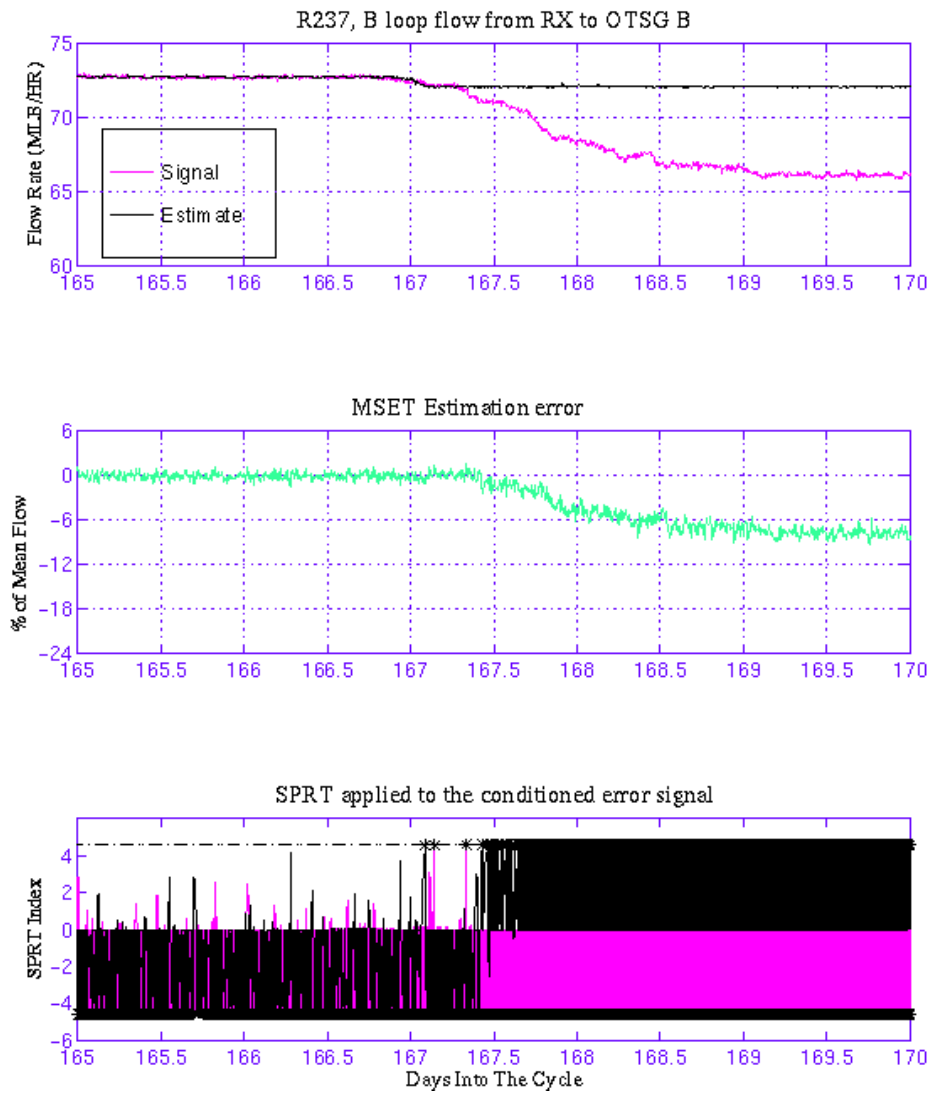 R237, B loop flow from RX to OTSG B
75
70
65
60
Flow Rate (MLB/HR)
Signal
Estimate
165 165.5 166 166.5 167 167.5 168 168.5 169 169.5 170
MSET Estimation error
6
0
-6
-12
-18
-24
% of Mean Flow
165 165.5 166 166.5 167 167.5 168 168.5 169 169.5 170
SPRT applied to the conditioned error signal
4
2
0
-2
-4
-6
SPRT Index
165 165.5 166 166.5 167 167.5 168 168.5 169 169.5 170
Days Into The Cycle